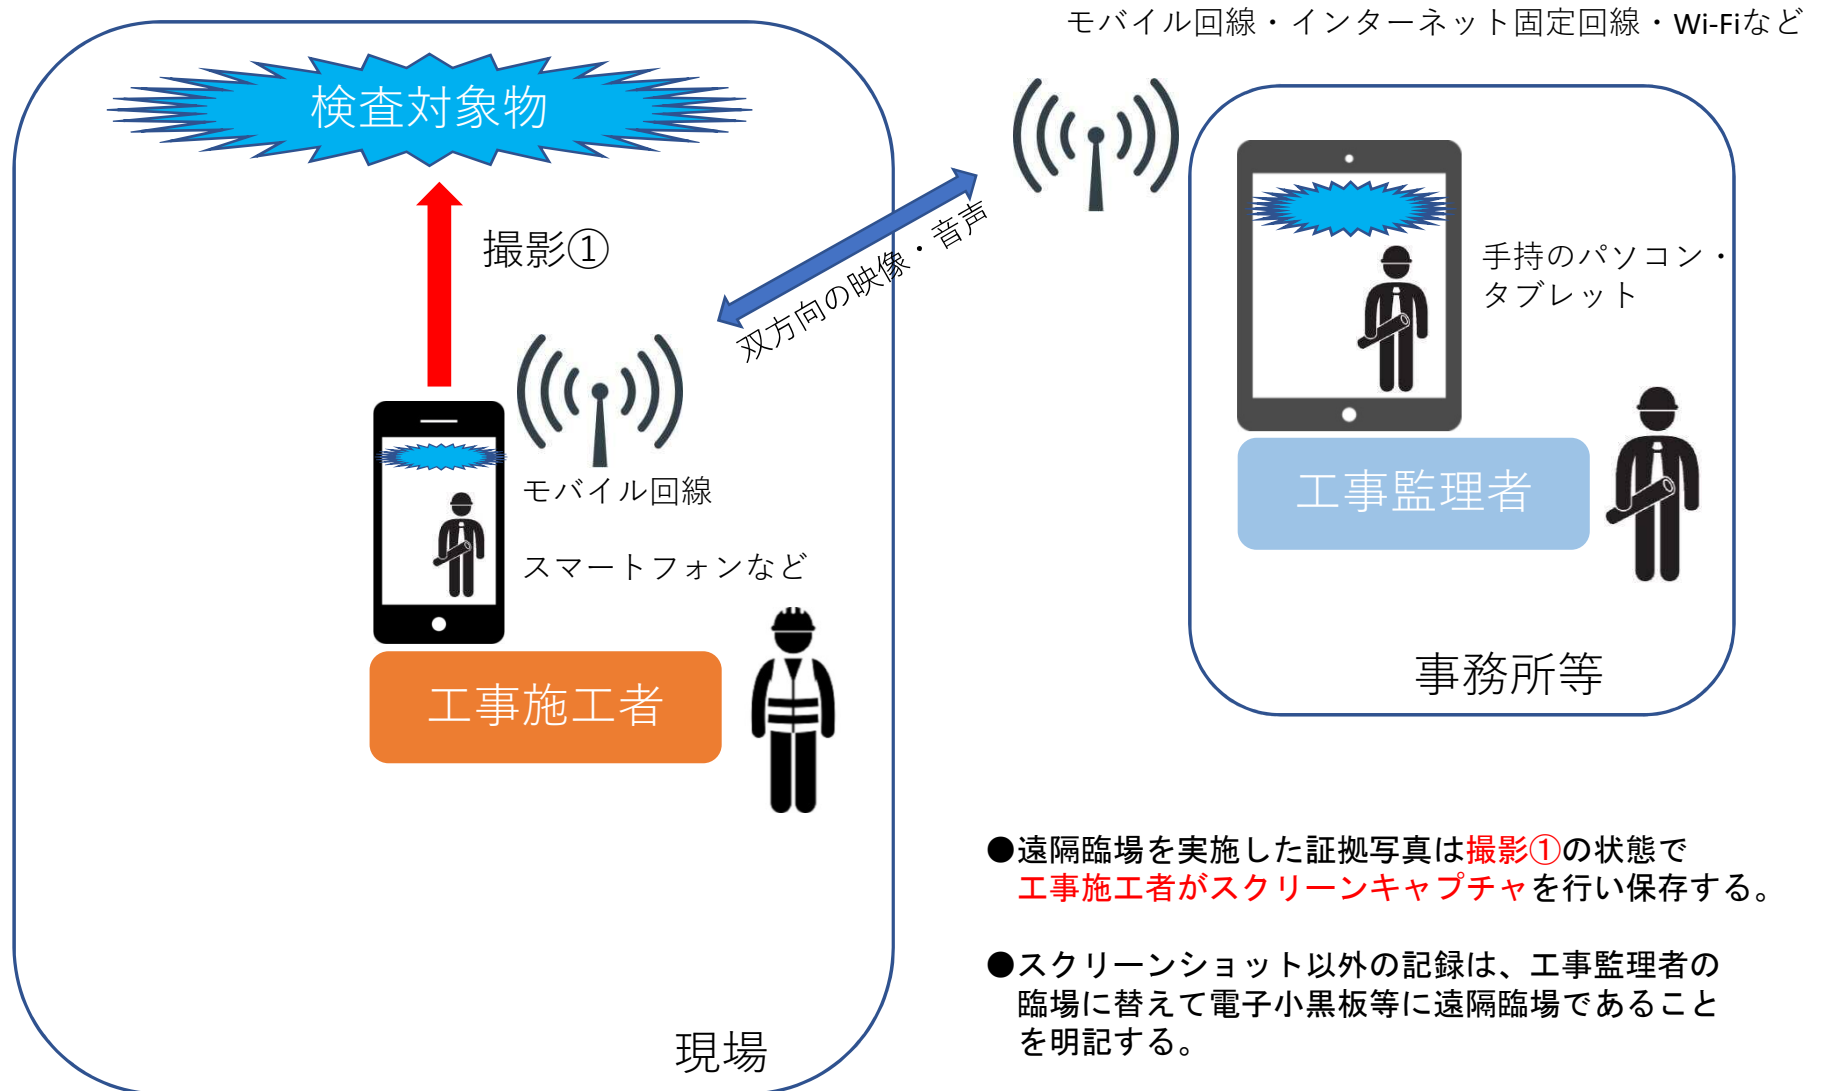 モバイル回線・インターネット固定回線・Wi-Fiなど
検査対象物
撮影①
双方向の映像・音声
手持のパソコン・
タブレット
モバイル回線
スマートフォンなど
工事監理者
工事施工者
事務所等
現場
●遠隔臨場を実施した証拠写真は撮影①の状態で
工事施工者がスクリーンキャプチャを行い保存する。
●スクリーンショット以外の記録は、工事監理者の
臨場に替えて電子小黒板等に遠隔臨場であること
を明記する。